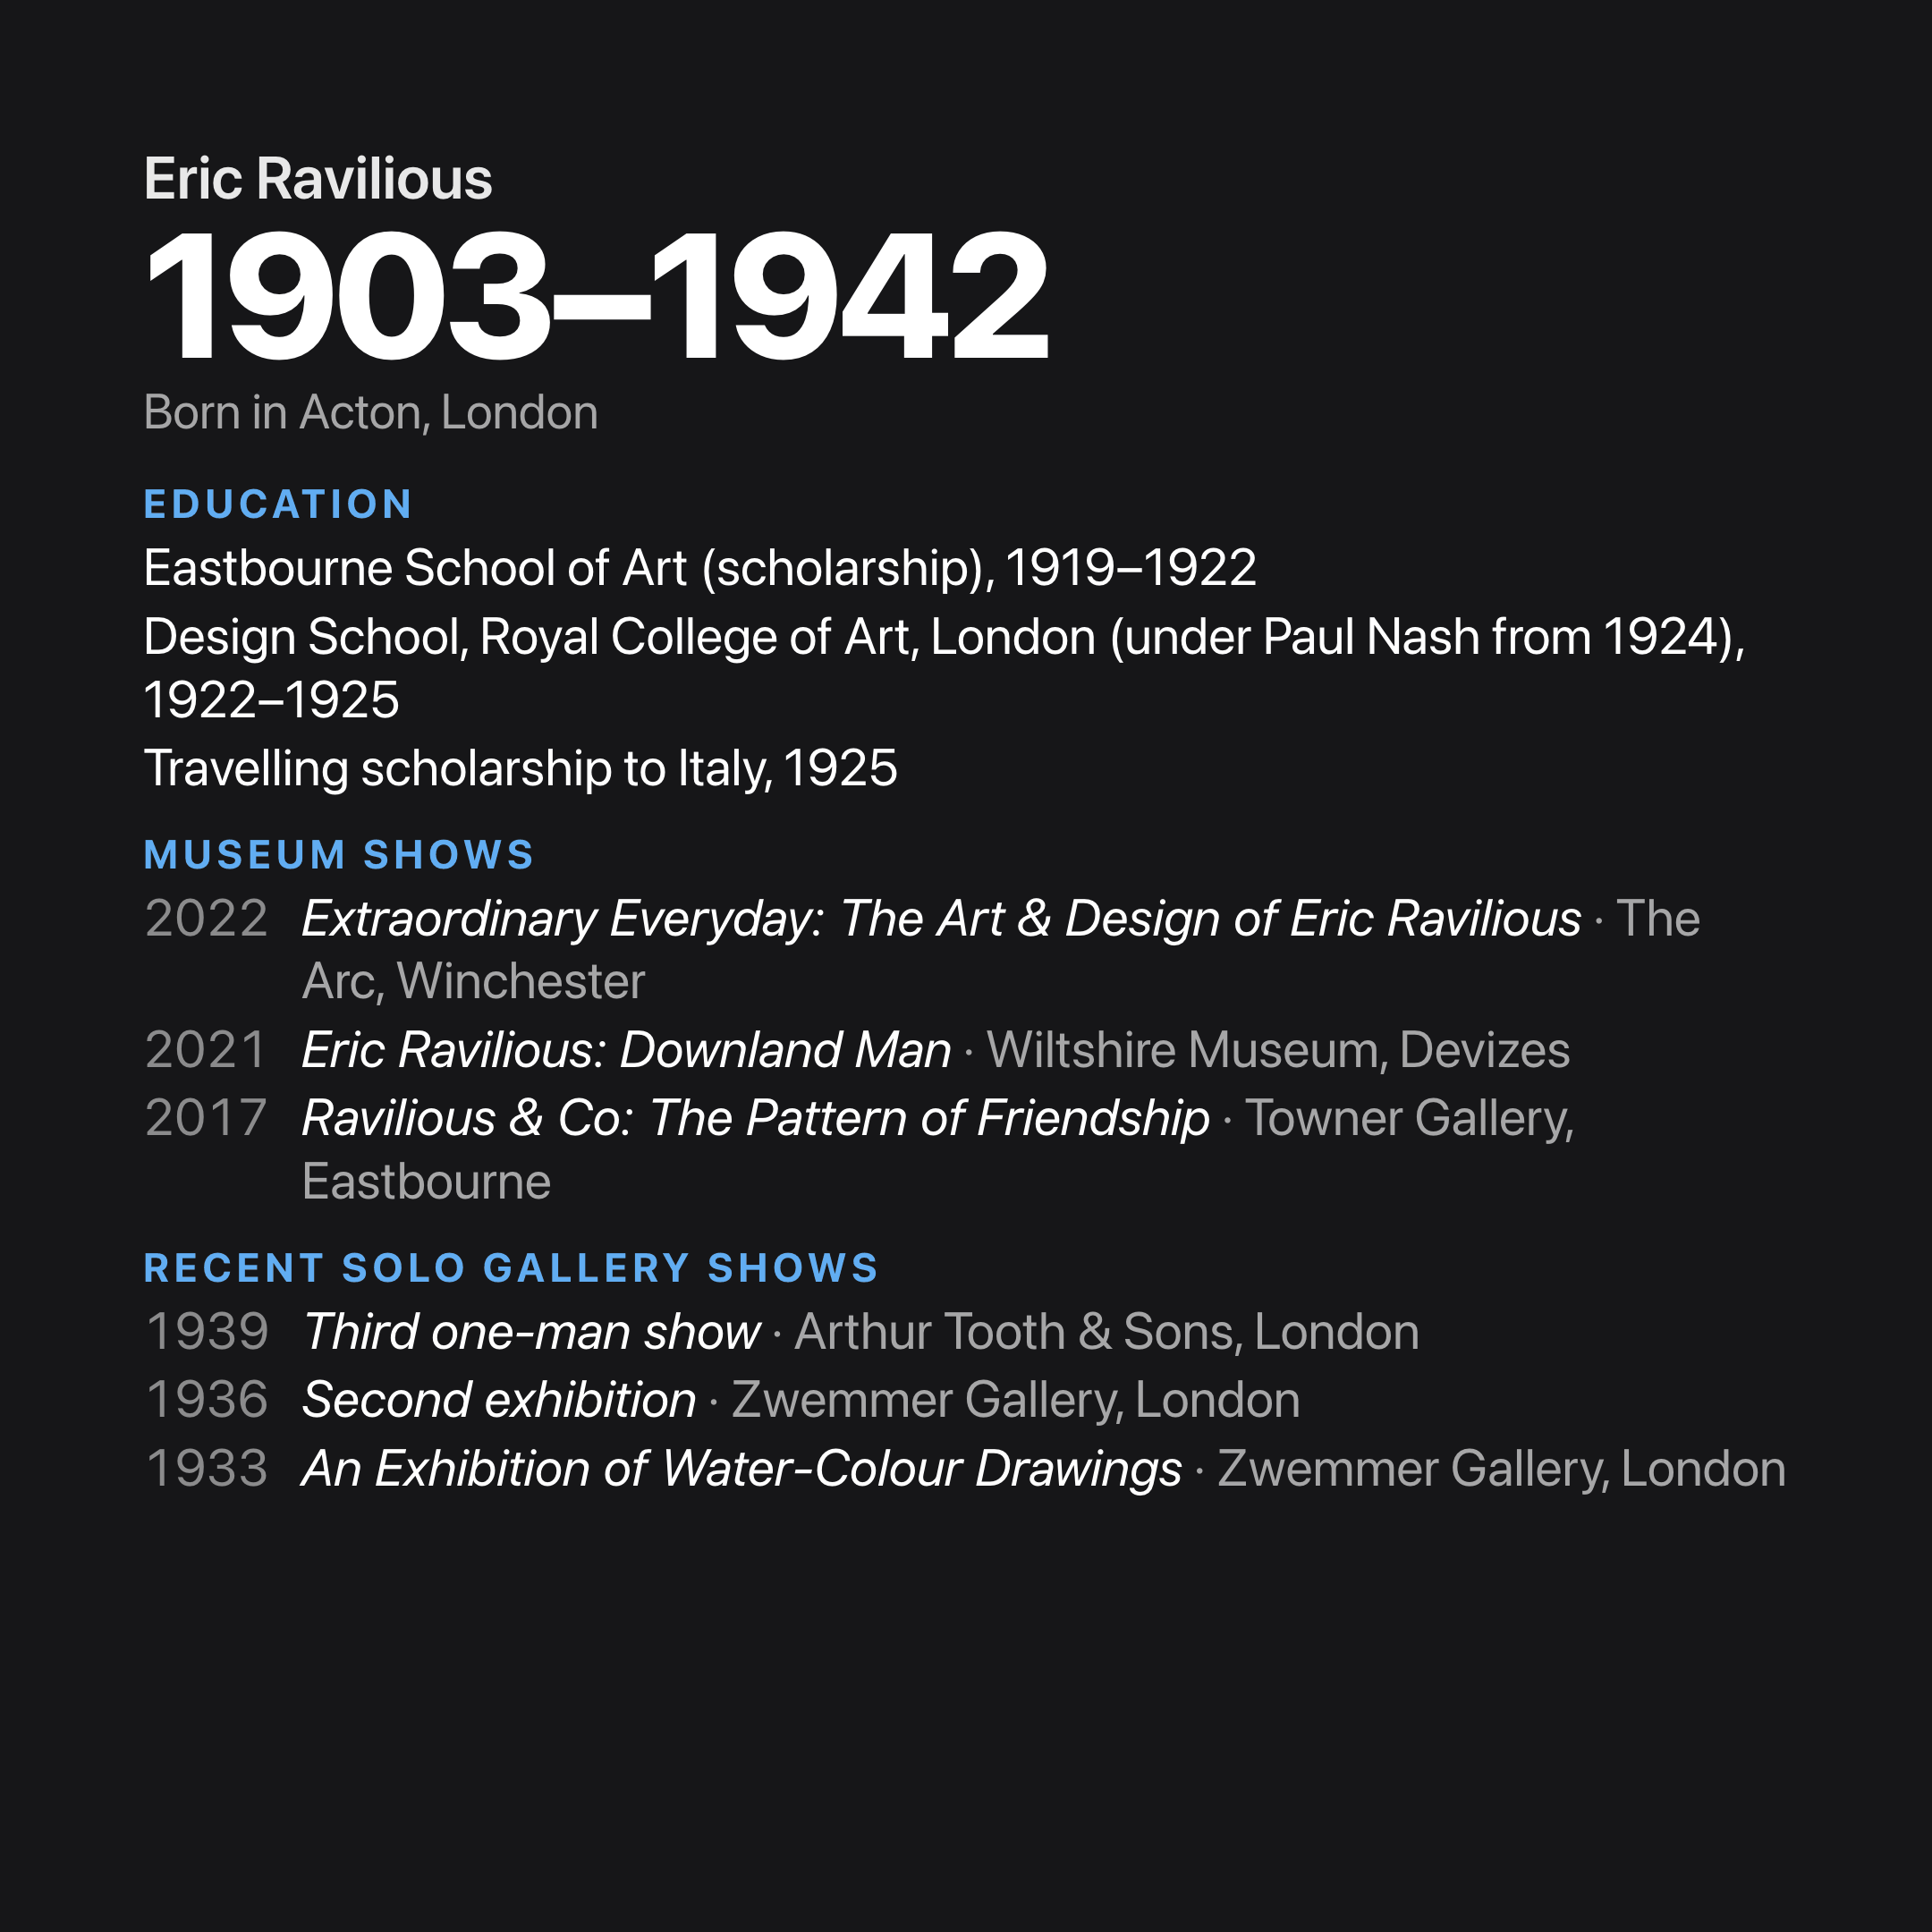 Eric Ravilious
1903–1942
Born in Acton, London
EDUCATION
Eastbourne School of Art (scholarship), 1919–1922
Design School, Royal College of Art, London (under Paul Nash from 1924),
1922–1925
Travelling scholarship to Italy, 1925
MUSEUM SHOWS
2022 Extraordinary Everyday: The Art & Design of Eric Ravilious · The
Arc, Winchester
2021 Eric Ravilious: Downland Man · Wiltshire Museum, Devizes
2017 Ravilious & Co: The Pattern of Friendship · Towner Gallery,
Eastbourne
RECENT SOLO GALLERY SHOWS
1939 Third one-man show · Arthur Tooth & Sons, London
1936 Second exhibition · Zwemmer Gallery, London
1933 An Exhibition of Water-Colour Drawings · Zwemmer Gallery, London